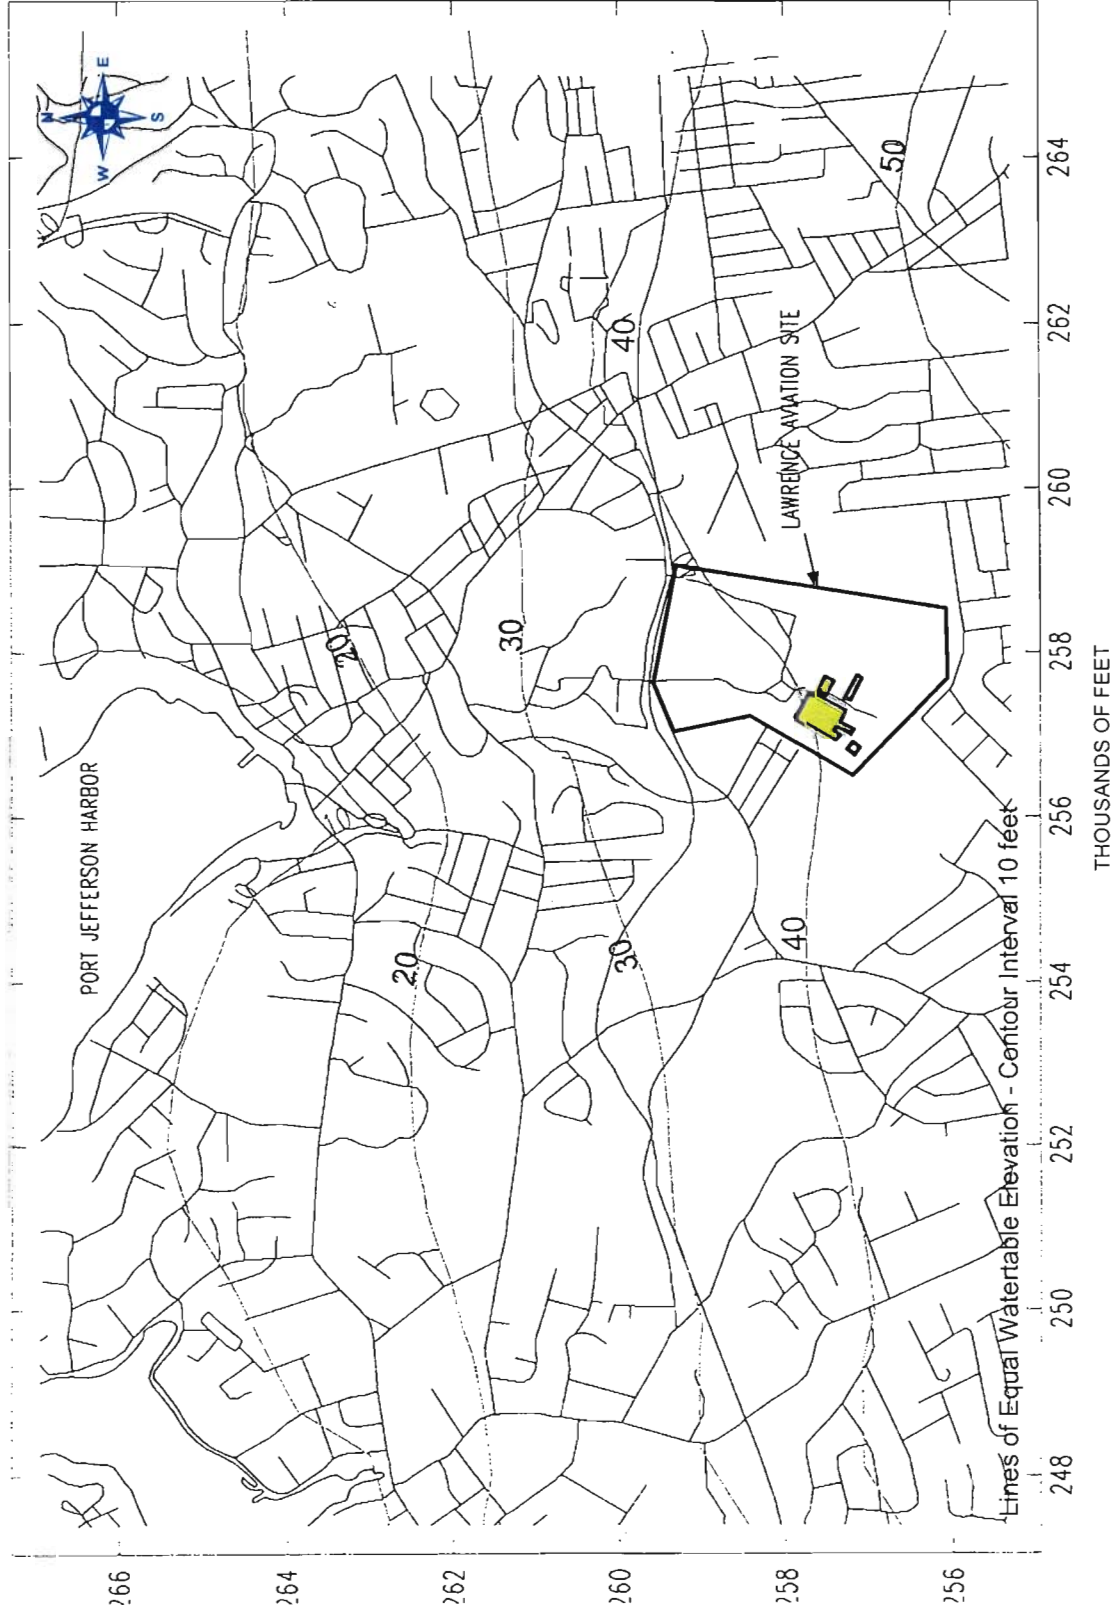 N
E
S
W
PORT JEFFERSON HARBOR
20
20
30
30
40
40
50
LAWRENCE AVIATION SITE
Lines of Equal Watertable Elevation - Contour Interval 10 feet
266
264
262
260
258
256
248
250
252
254
256
258
260
262
264
THOUSANDS OF FEET